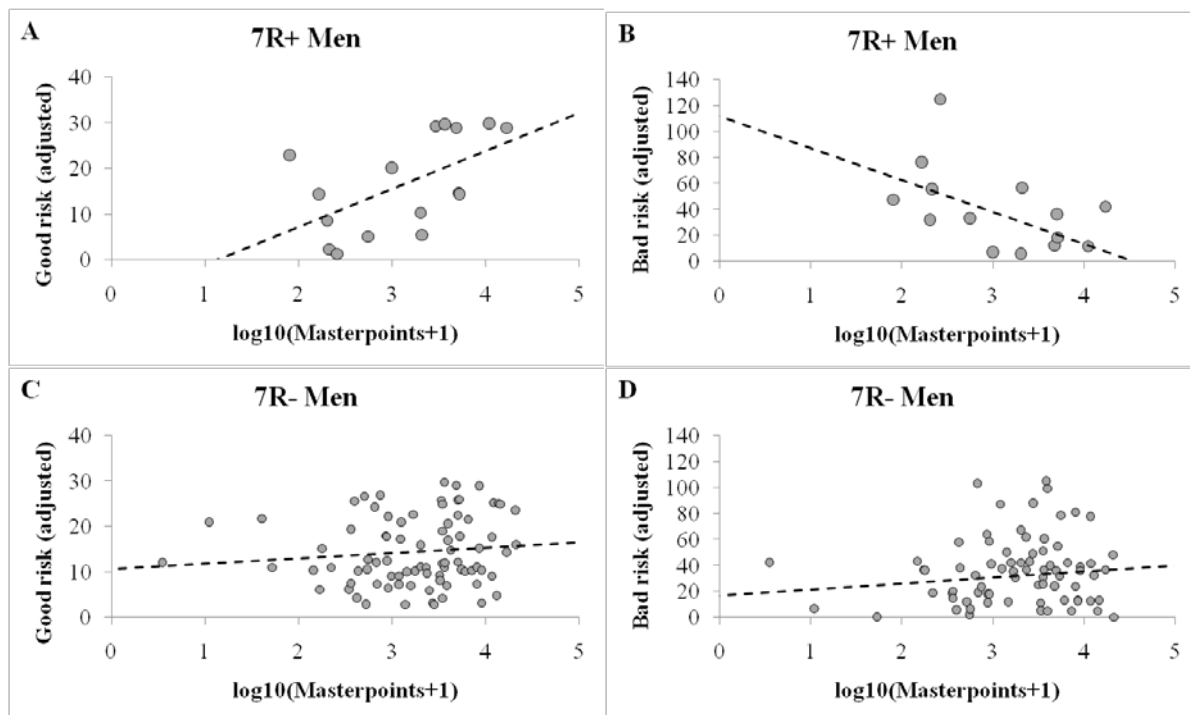 A
7R+ Men
Good risk (adjusted)
40
30
20
10
0
0 1 2 3 4 5
log10(Masterpoints+1)
B
7R+ Men
Bad risk (adjusted)
140
120
100
80
60
40
20
0
0 1 2 3 4 5
log10(Masterpoints+1)
C
7R- Men
Good risk (adjusted)
40
30
20
10
0
0 1 2 3 4 5
log10(Masterpoints+1)
D
7R- Men
Bad risk (adjusted)
140
120
100
80
60
40
20
0
0 1 2 3 4 5
log10(Masterpoints+1)